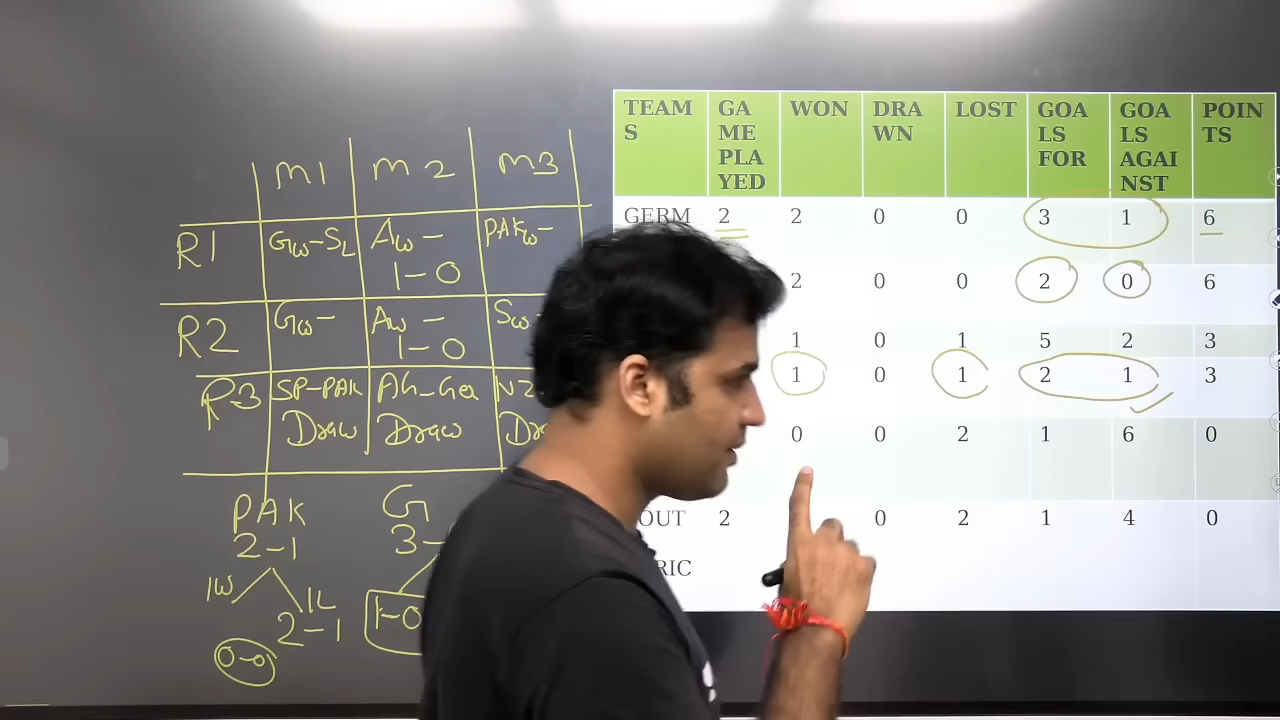 M1 M2 M3
R1 Gw-SL Aw - 1-0 PAKw-
R2 Gw- Aw - 1-0 Sw-
R3 SP-PAK Draw AG-Ger Draw NZ
PAK
2-1
1W 1L
2-1
0-0
G
3-
1-0
TEAMS GAME PLAYED WON DRAWN LOST GOALS FOR GOALS AGAINST POINTS
GERM 2 2 0 0 3 1 6
2 0 0 2 0 6
1 0 1 5 2 3
1 0 1 2 1 3
0 0 2 1 6 0
OUT 2 0 2 1 4 0
RIC